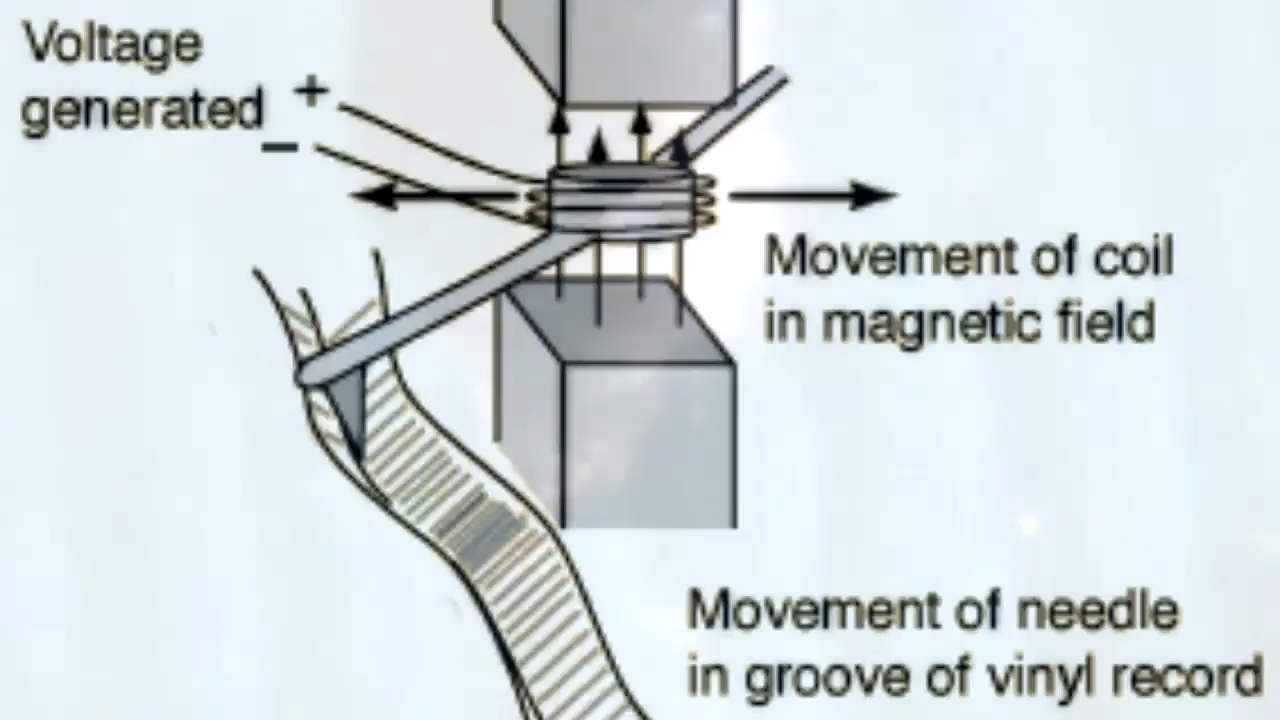 Voltage
generated + −
Movement of coil
in magnetic field
Movement of needle
in groove of vinyl record